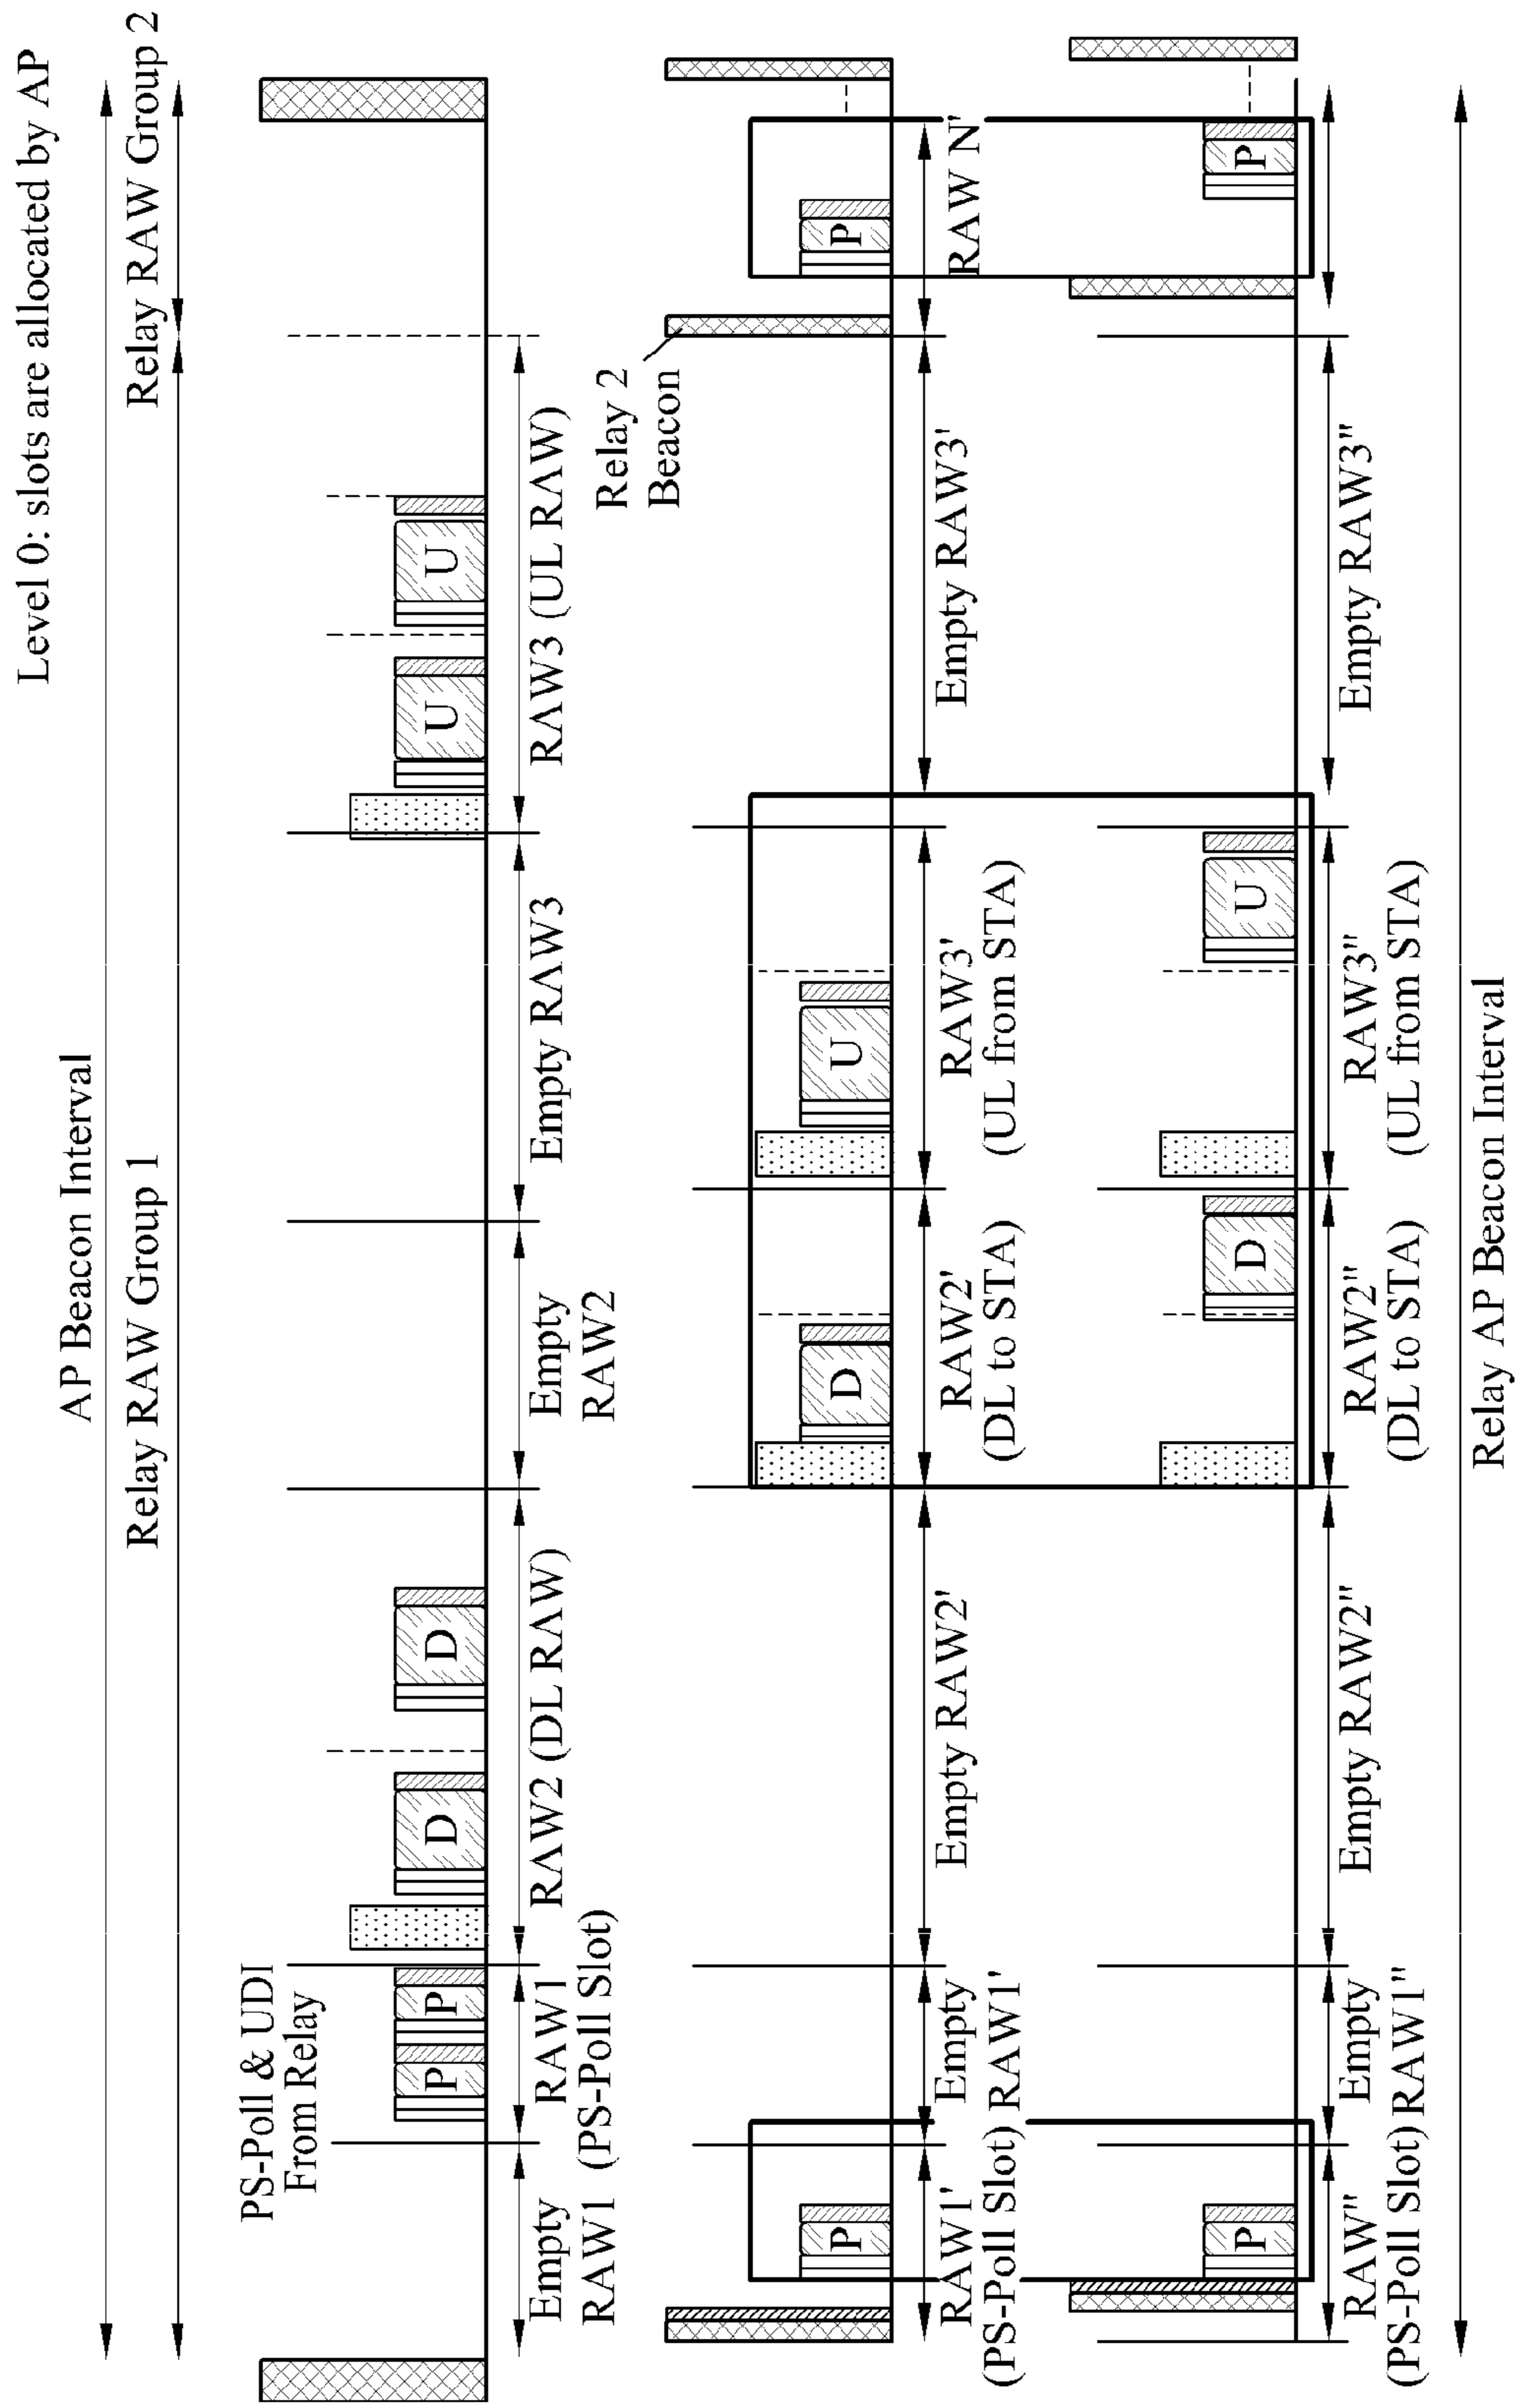 Level 0: slots are allocated by AP
AP Beacon Interval
Relay RAW Group 1
Relay RAW Group 2
PS-Poll & UDI
From Relay
P
P
D
D
U
U
Empty
RAW1
RAW1
(PS-Poll Slot)
RAW2 (DL RAW)
Empty
RAW2
Empty RAW3
RAW3 (UL RAW)
Relay 2
Beacon
P
D
U
P
RAW1'
(PS-Poll Slot)
Empty
RAW1'
Empty RAW2'
RAW2'
(DL to STA)
RAW3'
(UL from STA)
Empty RAW3'
RAW N'
P
D
U
P
RAW"
(PS-Poll Slot)
Empty
RAW1"
Empty RAW2"
RAW2"
(DL to STA)
RAW3"
(UL from STA)
Empty RAW3"
Relay AP Beacon Interval